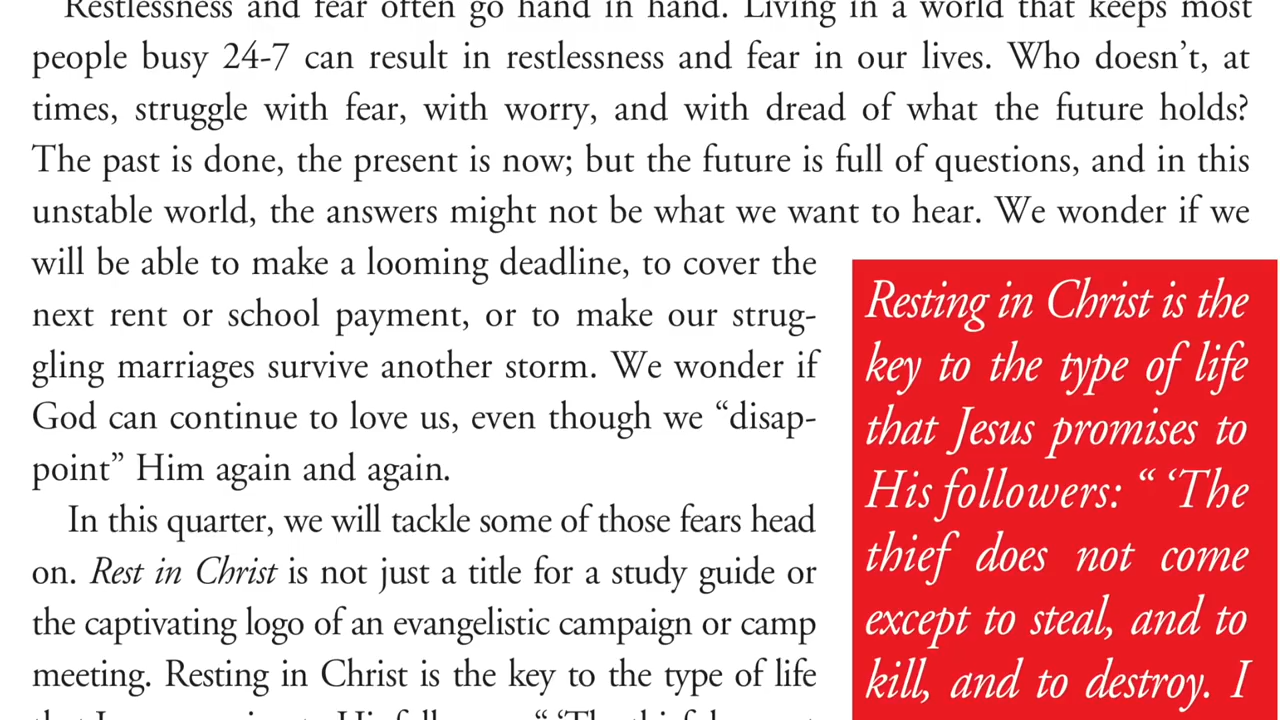 Restlessness and fear often go hand in hand. Living in a world that keeps most
people busy 24-7 can result in restlessness and fear in our lives. Who doesn’t, at
times, struggle with fear, with worry, and with dread of what the future holds?
The past is done, the present is now; but the future is full of questions, and in this
unstable world, the answers might not be what we want to hear. We wonder if we
will be able to make a looming deadline, to cover the
next rent or school payment, or to make our strug-
gling marriages survive another storm. We wonder if
God can continue to love us, even though we “disap-
point” Him again and again.
In this quarter, we will tackle some of those fears head
on. Rest in Christ is not just a title for a study guide or
the captivating logo of an evangelistic campaign or camp
meeting. Resting in Christ is the key to the type of life
Resting in Christ is the
key to the type of life
that Jesus promises to
His followers: “ ‘The
thief does not come
except to steal, and to
kill, and to destroy. I